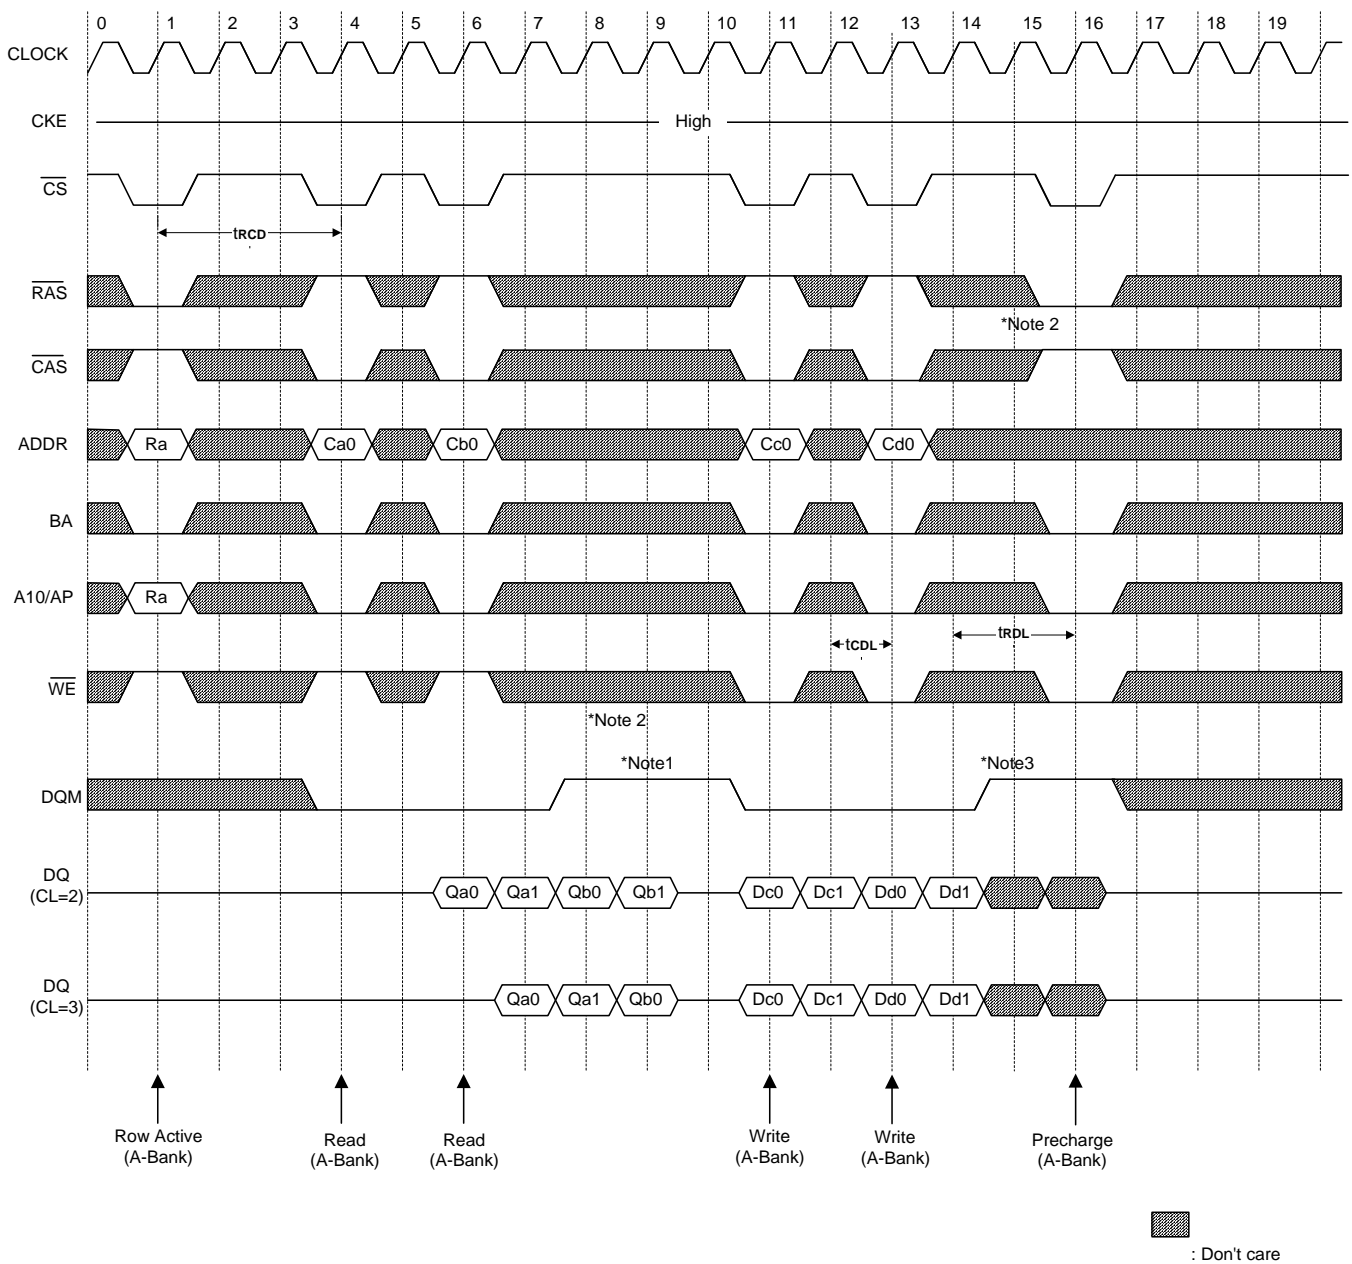 0 1 2 3 4 5 6 7 8 9 10 11 12 13 14 15 16 17 18 19
CLOCK
CKE High
CS
tRCD
RAS
*Note 2
CAS
ADDR Ra Ca0 Cb0 Cc0 Cd0
BA
A10/AP Ra
tCDL tRDL
WE
*Note 2
*Note1 *Note3
DQM
DQ
(CL=2) Qa0 Qa1 Qb0 Qb1 Dc0 Dc1 Dd0 Dd1
DQ
(CL=3) Qa0 Qa1 Qb0 Dc0 Dc1 Dd0 Dd1
Row Active Read Read Write Write Precharge
(A-Bank) (A-Bank) (A-Bank) (A-Bank) (A-Bank) (A-Bank)
: Don't care